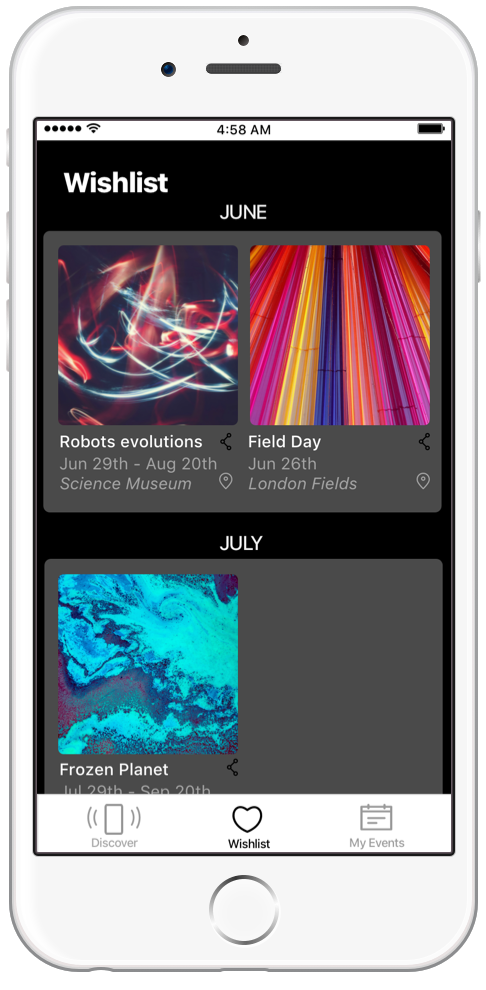 4:58 AM
Wishlist
JUNE
Robots evolutions
Jun 29th - Aug 20th
Science Museum
Field Day
Jun 26th
London Fields
JULY
Frozen Planet
Jul 29th - Sep 20th
Discover
Wishlist
My Events